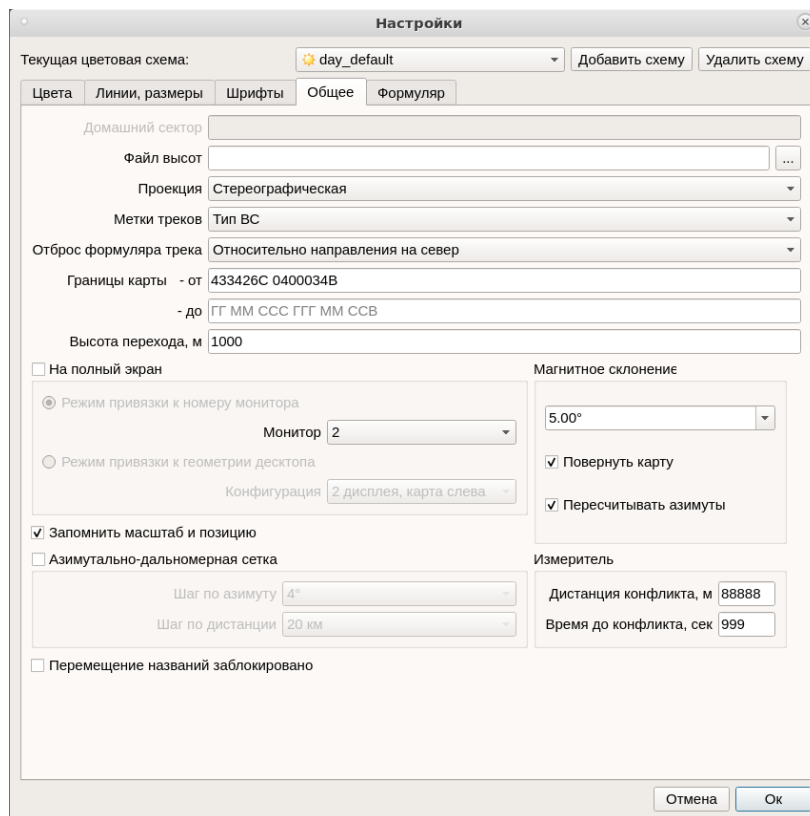 Настройки
Текущая цветовая схема: day_default Добавить схему Удалить схему
Цвета Линии, размеры Шрифты Общее Формуляр
Домашний сектор
Файл высот ...
Проекция Стереографическая
Метки треков Тип ВС
Отброс формуляра трека Относительно направления на север
Границы карты - от 433426С 0400034В
- до ГГ ММ ССС ГГГ ММ ССВ
Высота перехода, м 1000
На полный экран
Режим привязки к номеру монитора
Монитор 2
Режим привязки к геометрии десктопа
Конфигурация 2 дисплея, карта слева
Магнитное склонение
5.00°
Повернуть карту
Пересчитывать азимуты
Запомнить масштаб и позицию
Азимутально-дальномерная сетка
Шаг по азимуту 4°
Шаг по дистанции 20 км
Измеритель
Дистанция конфликта, м 88888
Время до конфликта, сек 999
Перемещение названий заблокировано
Отмена Ок